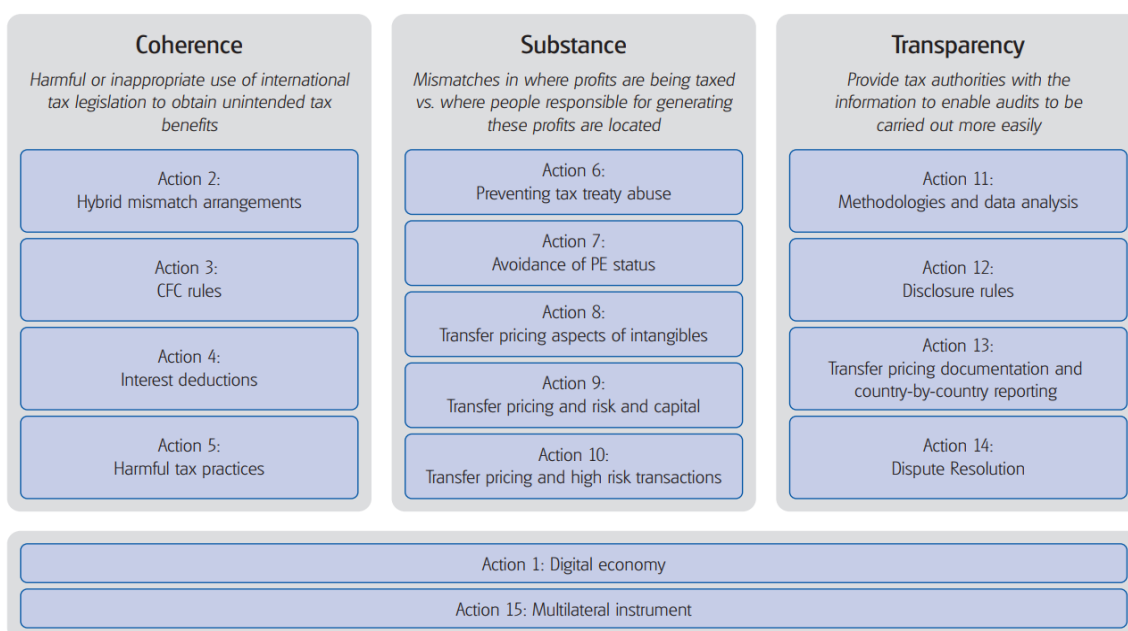 Coherence
Harmful or inappropriate use of international
tax legislation to obtain unintended tax
benefits
Action 2:
Hybrid mismatch arrangements
Action 3:
CFC rules
Action 4:
Interest deductions
Action 5:
Harmful tax practices
Substance
Mismatches in where profits are being taxed
vs. where people responsible for generating
these profits are located
Action 6:
Preventing tax treaty abuse
Action 7:
Avoidance of PE status
Action 8:
Transfer pricing aspects of intangibles
Action 9:
Transfer pricing and risk and capital
Action 10:
Transfer pricing and high risk transactions
Transparency
Provide tax authorities with the
information to enable audits to be
carried out more easily
Action 11:
Methodologies and data analysis
Action 12:
Disclosure rules
Action 13:
Transfer pricing documentation and
country-by-country reporting
Action 14:
Dispute Resolution
Action 1: Digital economy
Action 15: Multilateral instrument